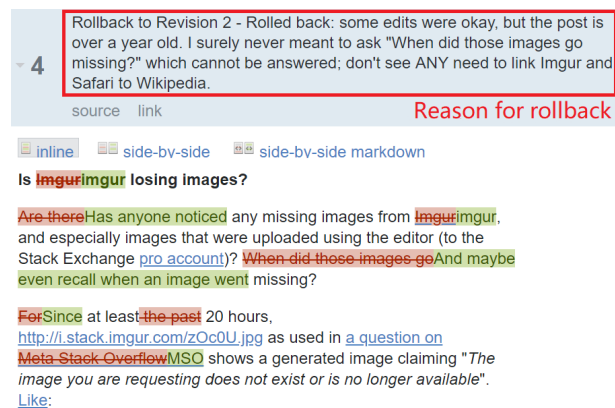 Rollback to Revision 2 - Rolled back: some edits were okay, but the post is
over a year old. I surely never meant to ask "When did those images go
missing?" which cannot be answered; don't see ANY need to link Imgur and
Safari to Wikipedia.
4
source link
Reason for rollback
inline side-by-side side-by-side markdown
Is Imgurimgur losing images?
Are thereHas anyone noticed any missing images from Imgurimgur,
and especially images that were uploaded using the editor (to the
Stack Exchange pro account)? When did those images goAnd maybe
even recall when an image went missing?
ForSince at least the past 20 hours,
http://i.stack.imgur.com/zOc0U.jpg as used in a question on
Meta Stack OverflowMSO shows a generated image claiming "The
image you are requesting does not exist or is no longer available".
Like: